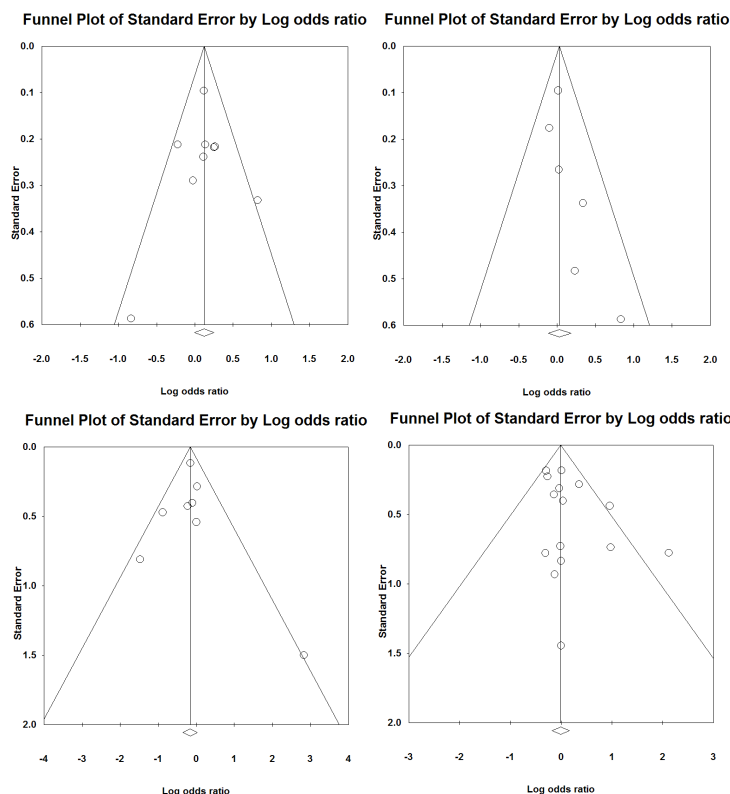 Funnel Plot of Standard Error by Log odds ratio
0.0
0.1
0.2
0.3
0.4
0.5
0.6
Standard Error
-2.0 -1.5 -1.0 -0.5 0.0 0.5 1.0 1.5 2.0
Log odds ratio
Funnel Plot of Standard Error by Log odds ratio
0.0
0.1
0.2
0.3
0.4
0.5
0.6
Standard Error
-2.0 -1.5 -1.0 -0.5 0.0 0.5 1.0 1.5 2.0
Log odds ratio
Funnel Plot of Standard Error by Log odds ratio
0.0
0.5
1.0
1.5
2.0
Standard Error
-4 -3 -2 -1 0 1 2 3 4
Log odds ratio
Funnel Plot of Standard Error by Log odds ratio
0.0
0.5
1.0
1.5
2.0
Standard Error
-3 -2 -1 0 1 2 3
Log odds ratio